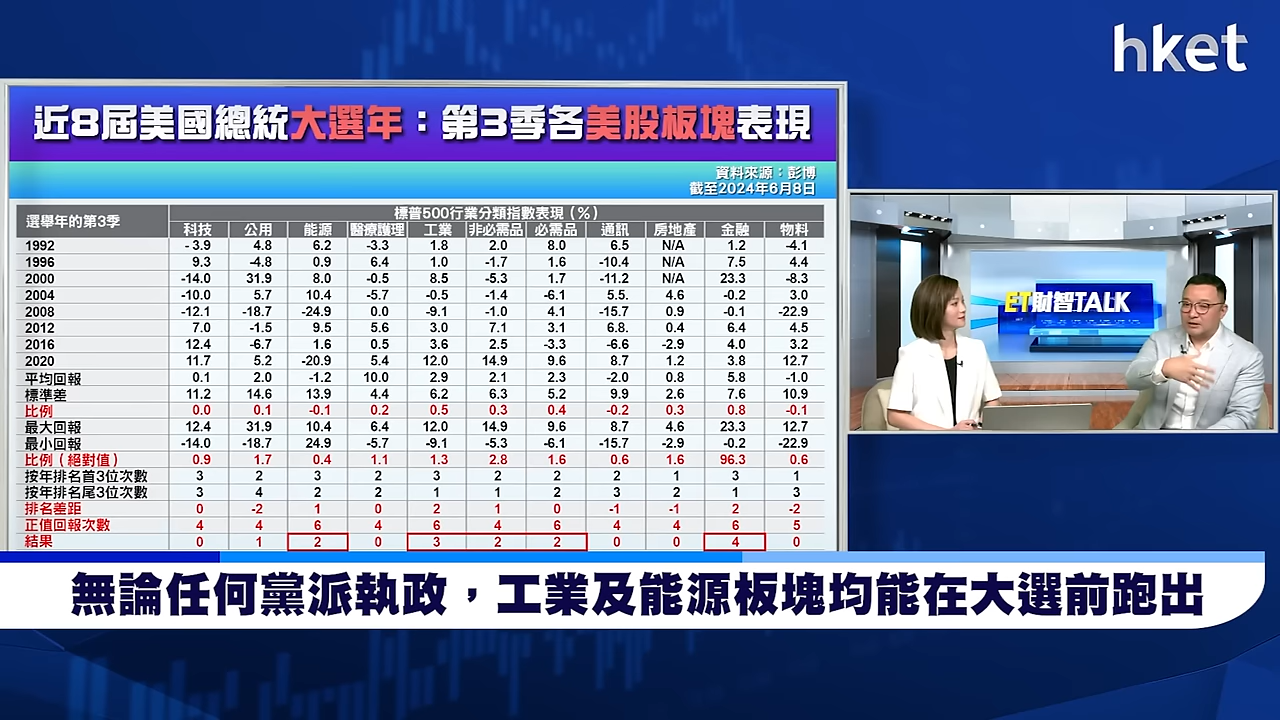 hket
近8屆美國總統大選年：第3季各美股板塊表現
資料來源：彭博
截至2024年6月8日
選舉年的第3季 標普500行業分類指數表現（%）
科技 公用 能源 醫療護理 工業 非必需品 必需品 通訊 房地產 金融 物料
1992 - 3.9 4.8 6.2 -3.3 1.8 2.0 8.0 6.5 N/A 1.2 -4.1
1996 9.3 -4.8 0.9 6.4 1.0 -1.7 1.6 -10.4 N/A 7.5 4.4
2000 -14.0 31.9 8.0 -0.5 8.5 -5.3 1.7 -11.2 N/A 23.3 -8.3
2004 -10.0 5.7 10.4 -5.7 -0.5 -1.4 -6.1 5.5. 4.6 -0.2 3.0
2008 -12.1 -18.7 -24.9 0.0 -9.1 -1.0 4.1 -15.7 0.9 -0.1 -22.9
2012 7.0 -1.5 9.5 5.6 3.0 7.1 3.1 6.8. 0.4 6.4 4.5
2016 12.4 -6.7 1.6 0.5 3.6 2.5 -3.3 -6.6 -2.9 4.0 3.2
2020 11.7 5.2 -20.9 5.4 12.0 14.9 9.6 8.7 1.2 3.8 12.7
平均回報 0.1 2.0 -1.2 10.0 2.9 2.1 2.3 -2.0 0.8 5.8 -1.0
標準差 11.2 14.6 13.9 4.4 6.2 6.3 5.2 9.9 2.6 7.6 10.9
比例 0.0 0.1 -0.1 0.2 0.5 0.3 0.4 -0.2 0.3 0.8 -0.1
最大回報 12.4 31.9 10.4 6.4 12.0 14.9 9.6 8.7 4.6 23.3 12.7
最小回報 -14.0 -18.7 24.9 -5.7 -9.1 -5.3 -6.1 -15.7 -2.9 -0.2 -22.9
比例（絕對值） 0.9 1.7 0.4 1.1 1.3 2.8 1.6 0.6 1.6 96.3 0.6
按年排名首3位次數 3 2 3 2 3 2 2 2 1 3 1
按年排名尾3位次數 3 4 2 2 1 1 2 3 2 1 3
排名差距 0 -2 1 0 2 1 0 -1 -1 2 -2
正值回報次數 4 4 6 4 6 4 6 4 4 6 5
結果 0 1 2 0 3 2 2 0 0 4 0
ET財智TALK
無論任何黨派執政，工業及能源板塊均能在大選前跑出